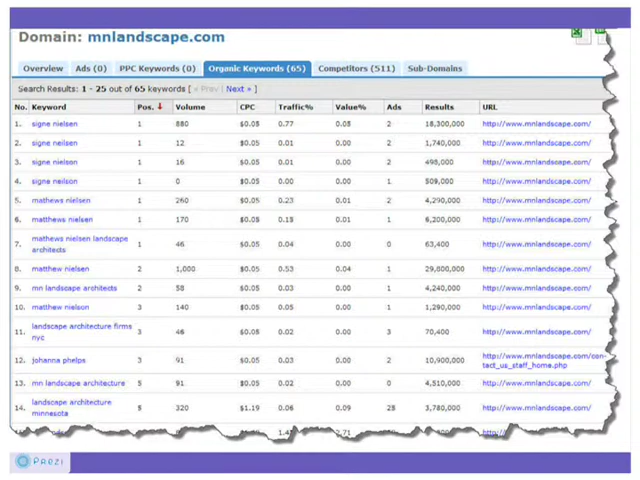 Domain: mnlandscape.com
Overview Ads (0) PPC Keywords (0) Organic Keywords (65) Competitors (511) Sub-Domains
Search Results: 1 - 25 out of 65 keywords [ « Prev | Next » ]
No. Keyword Pos. Volume CPC Traffic% Value% Ads Results URL
1. signe nielsen 1 880 $0.05 0.77 0.05 2 18,300,000 http://www.mnlandscape.com/
2. signe neilsen 1 12 $0.05 0.01 0.00 2 1,740,000 http://www.mnlandscape.com/
3. signe nielson 1 16 $0.05 0.01 0.00 2 498,000 http://www.mnlandscape.com/
4. signe neilson 1 0 $0.05 0.00 0.00 1 509,000 http://www.mnlandscape.com/
5. mathews nielsen 1 260 $0.05 0.23 0.01 2 4,290,000 http://www.mnlandscape.com/
6. matthews nielsen 1 170 $0.05 0.15 0.01 1 6,200,000 http://www.mnlandscape.com/
7. mathews nielsen landscape architects 1 46 $0.05 0.04 0.00 0 63,400 http://www.mnlandscape.com/
8. matthew nielsen 2 1,000 $0.05 0.53 0.04 1 29,800,000 http://www.mnlandscape.com/
9. mn landscape architects 2 58 $0.05 0.03 0.00 1 4,240,000 http://www.mnlandscape.com/
10. matthew nielson 3 140 $0.05 0.05 0.00 1 1,290,000 http://www.mnlandscape.com/
11. landscape architecture firms nyc 3 46 $0.05 0.02 0.00 3 70,400 http://www.mnlandscape.com/
12. johanna phelps 3 91 $0.05 0.03 0.00 2 10,900,000 http://www.mnlandscape.com/con-
tact_us_staff_home.php
13. mn landscape architecture 5 91 $0.05 0.02 0.00 0 4,510,000 http://www.mnlandscape.com/
14. landscape architecture minnesota 5 320 $1.19 0.06 0.09 25 3,780,000 http://www.mnlandscape.com/
Prezi